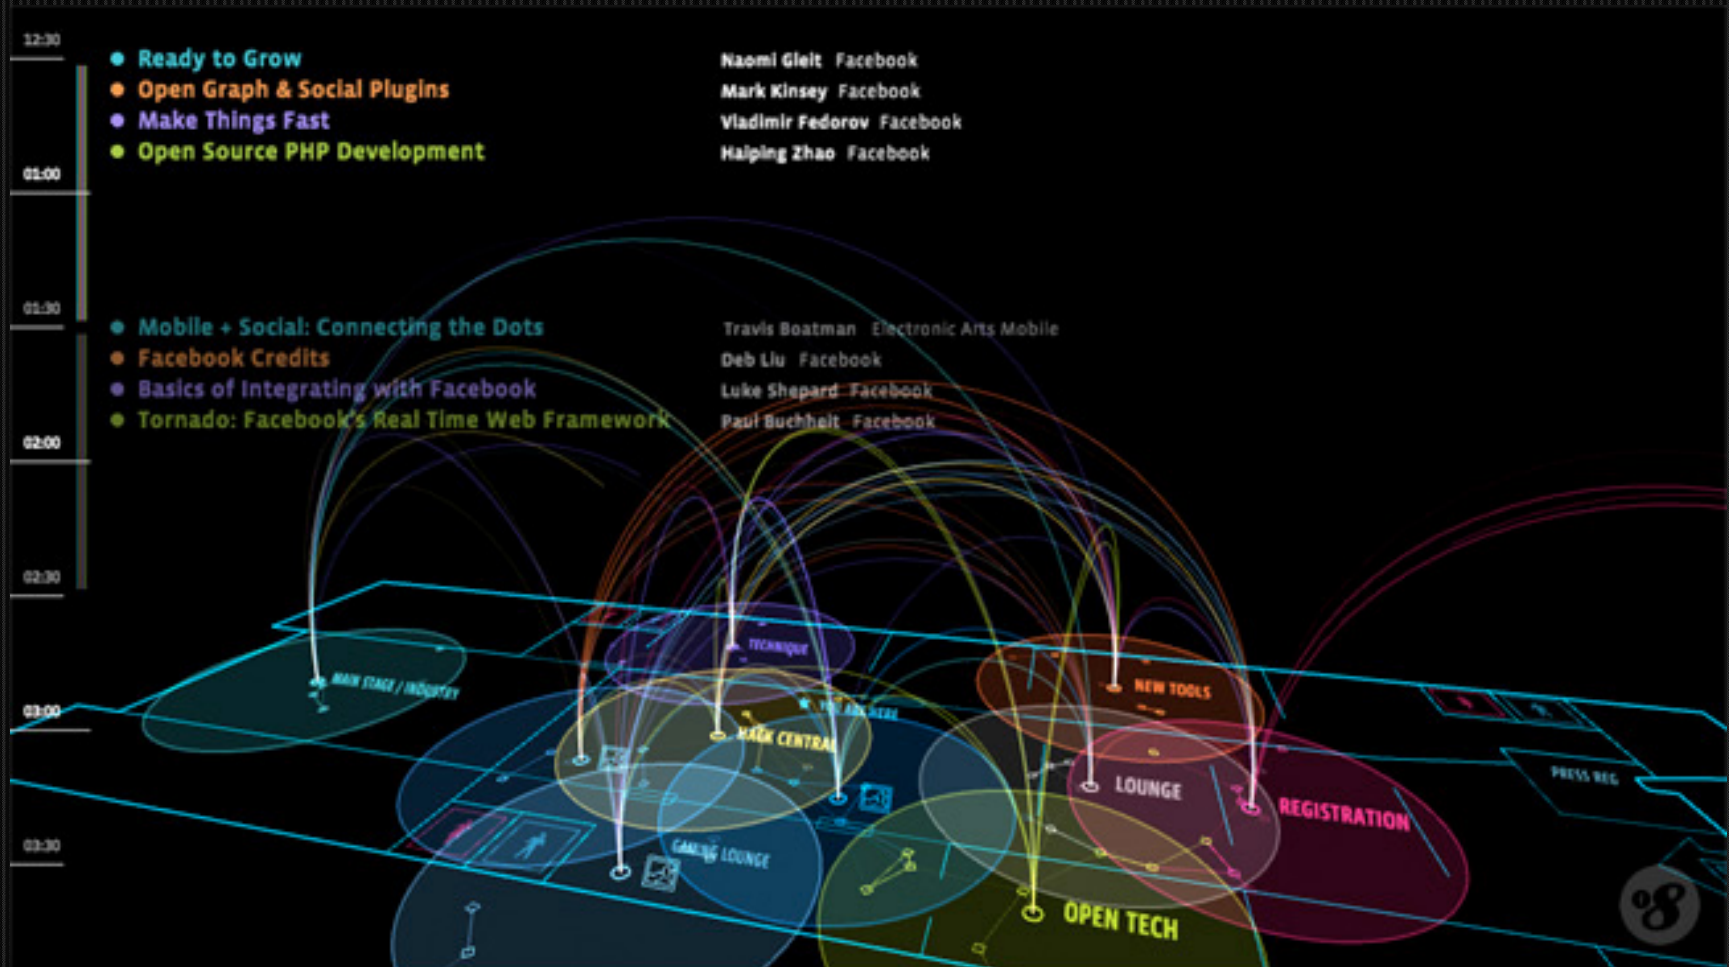 12:30
Ready to Grow Naomi Gleit Facebook
Open Graph & Social Plugins Mark Kinsey Facebook
Make Things Fast Vladimir Fedorov Facebook
Open Source PHP Development Haiping Zhao Facebook
01:00
01:30
Mobile + Social: Connecting the Dots Travis Boatman Electronic Arts Mobile
Facebook Credits Deb Liu Facebook
Basics of Integrating with Facebook Luke Shepard Facebook
Tornado: Facebook's Real Time Web Framework Paul Buchheit Facebook
02:00
02:30
TECHNIQUE
MAIN STAGE / INDUSTRY
NEW TOOLS
03:00
YOU ARE HERE
HACK CENTRAL
PRESS REG
LOUNGE
REGISTRATION
03:30
GAMING LOUNGE
OPEN TECH
f8